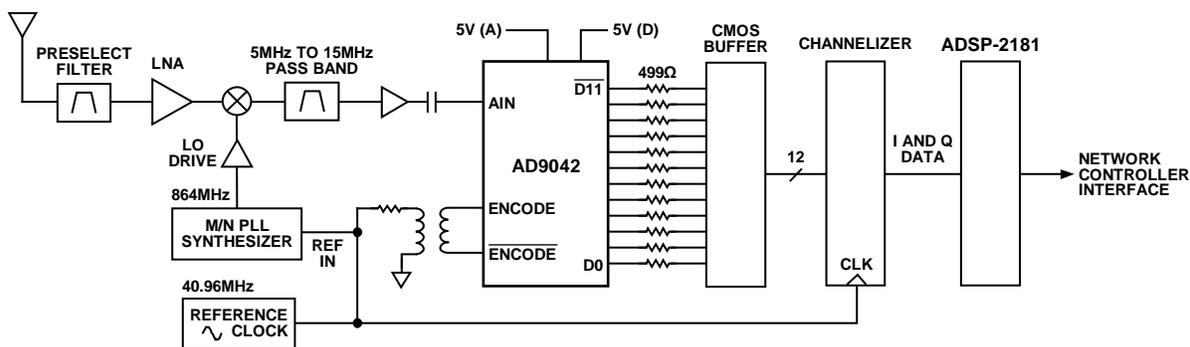 PRESELECT
FILTER
LNA
5MHz TO 15MHz
PASS BAND
LO
DRIVE
864MHz
M/N PLL
SYNTHESIZER
REF
IN
40.96MHz
REFERENCE
CLOCK
5V (A)
5V (D)
AIN
D11
AD9042
ENCODE
ENCODE
D0
499Ω
CMOS
BUFFER
12
CHANNELIZER
CLK
I AND Q
DATA
ADSP-2181
NETWORK
CONTROLLER
INTERFACE